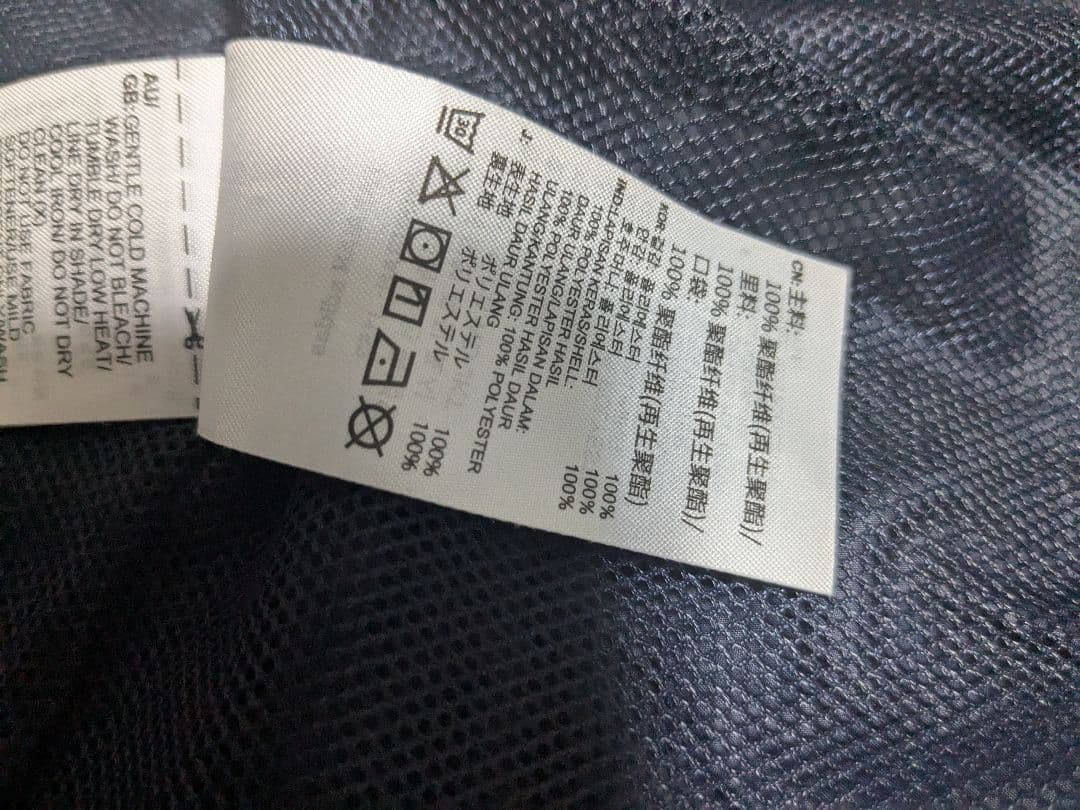 CN:主料:
100% 聚酯纤维(再生聚酯)/
里料:
100% 聚酯纤维(再生聚酯)/
口袋:
100% 聚酯纤维(再生聚酯)
KOR: 겉감: 폴리에스터 100%
안감: 폴리에스터 100%
호주머니: 폴리에스터 100%
IND:LAPISAN KERAS/SHELL:
100% POLYESTER HASIL
DAUR ULANG/LAPISAN DALAM:
100% POLYESTER HASIL DAUR
ULANG/KANTUNG: 100% POLYESTER
HASIL DAUR ULANG
J: 表生地 ポリエステル 100%
裏生地 ポリエステル 100%
30
AU/
GB-GENTLE COLD MACHINE
WASH/ DO NOT BLEACH/
TUMBLE DRY LOW HEAT/
LINE DRY IN SHADE/
COOL IRON/ DO NOT DRY
CLEAN (X)
DO NOT USE FABRIC
SOFTENER/USE MILD